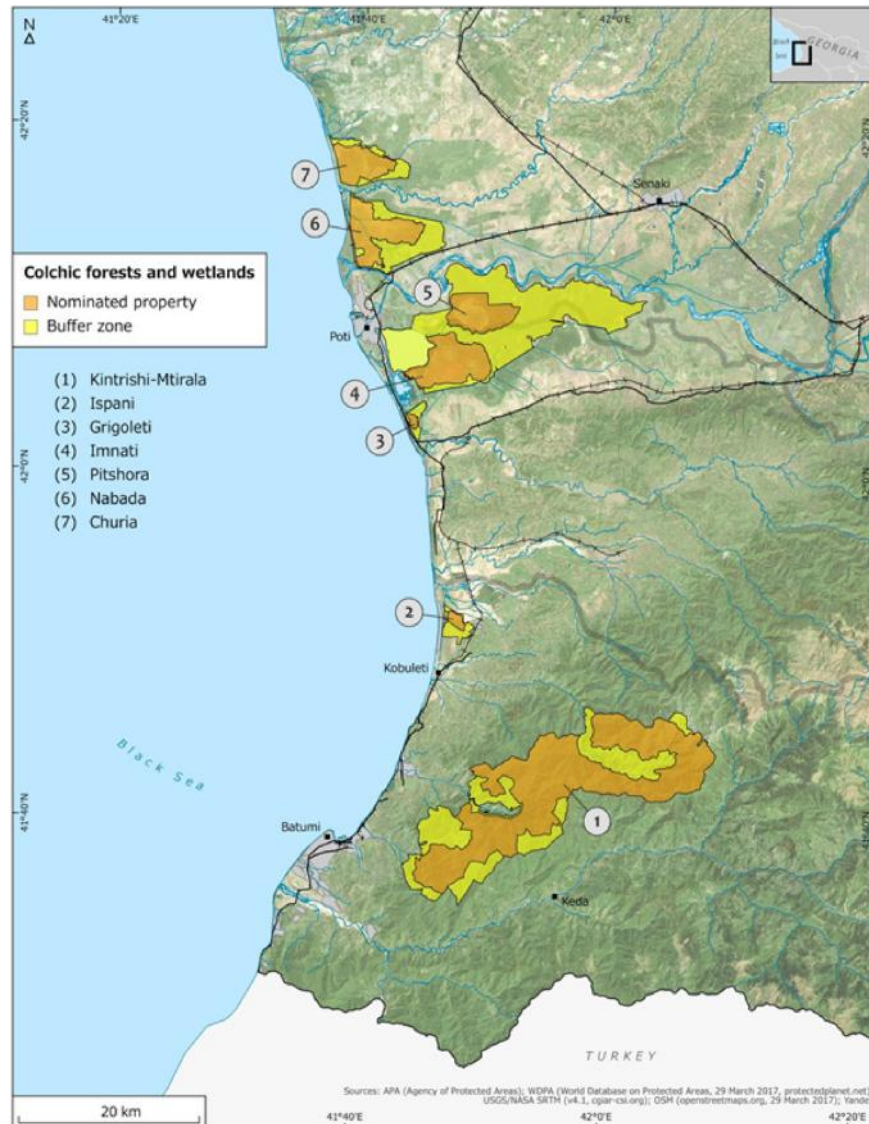 N
41°20'E
41°40'E
42°0'E
Black
Sea
GEORGIA
42°20'N
42°20'N
7
Senaki
6
Colchic forests and wetlands
Nominated property
Buffer zone
5
Poti
4
3
(1) Kintrishi-Mtirala
(2) Ispani
(3) Grigoleti
(4) Imnati
(5) Pitshora
(6) Nabada
(7) Churia
42°0'N
42°0'N
2
Kobuleti
Black Sea
41°40'N
41°40'N
1
Batumi
Keda
TURKEY
Sources: APA (Agency of Protected Areas); WDPA (World Database on Protected Areas, 29 March 2017, protectedplanet.net)
USGS/NASA SRTM (v4.1, cgiar-csi.org); OSM (openstreetmaps.org, 29 March 2017); Yande
20 km
41°40'E
42°0'E
42°20'E